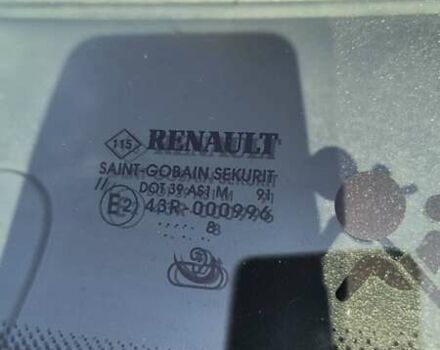 115 RENAULT
SAINT-GOBAIN SEKURIT
DOT 39 AS1 M 91
E2 43R-000996
8